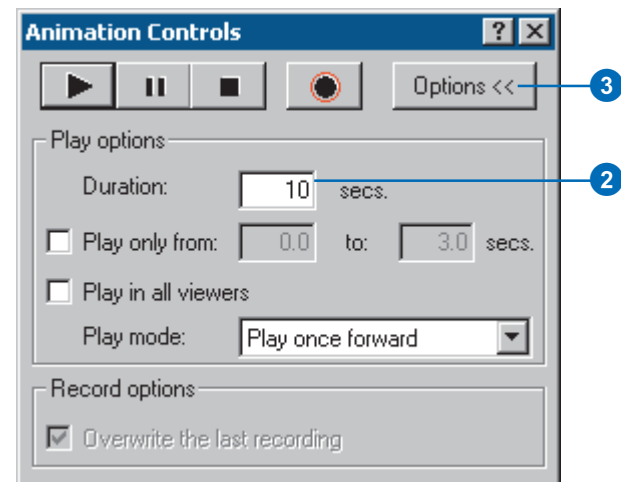 Animation Controls
Options <<
3
Play options
Duration: 10 secs.
2
Play only from: 0.0 to: 3.0 secs.
Play in all viewers
Play mode: Play once forward
Record options
Overwrite the last recording